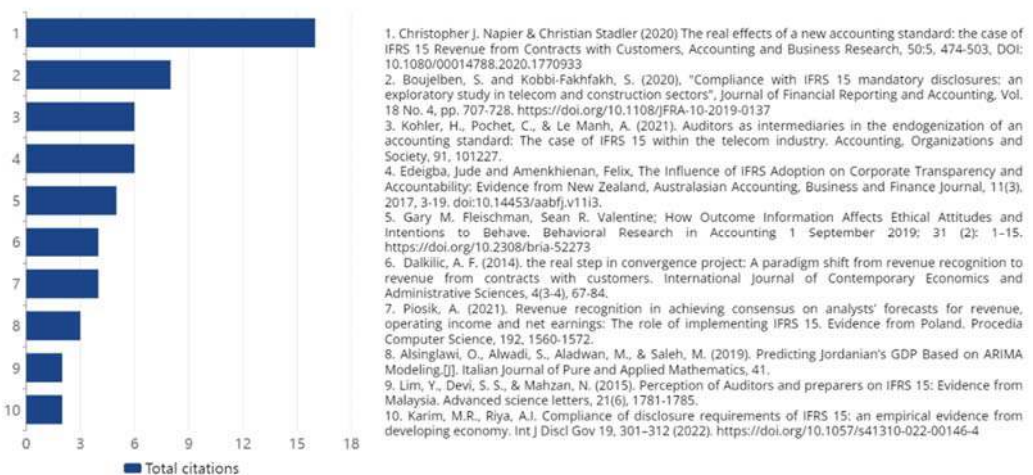 1
2
3
4
5
6
7
8
9
10
0
3
6
9
12
15
18
Total citations
1. Christopher J. Napier & Christian Stadler (2020) The real effects of a new accounting standard: the case of
IFRS 15 Revenue from Contracts with Customers, Accounting and Business Research, 50:5, 474-503, DOI:
10.1080/00014788.2020.1770933
2. Boujelben, S. and Kobbi-Fakhfakh, S. (2020), "Compliance with IFRS 15 mandatory disclosures: an
exploratory study in telecom and construction sectors", Journal of Financial Reporting and Accounting, Vol.
18 No. 4, pp. 707-728. https://doi.org/10.1108/JFRA-10-2019-0137
3. Kohler, H., Pochet, C., & Le Manh, A. (2021). Auditors as intermediaries in the endogenization of an
accounting standard: The case of IFRS 15 within the telecom industry. Accounting, Organizations and
Society, 91, 101227.
4. Edeigba, Jude and Amenkhienan, Felix, The Influence of IFRS Adoption on Corporate Transparency and
Accountability: Evidence from New Zealand, Australasian Accounting, Business and Finance Journal, 11(3),
2017, 3-19. doi:10.14453/aabfj.v11i3.
5. Gary M. Fleischman, Sean R. Valentine; How Outcome Information Affects Ethical Attitudes and
Intentions to Behave. Behavioral Research in Accounting 1 September 2019; 31 (2): 1–15.
https://doi.org/10.2308/bria-52273
6. Dalkilic, A. F. (2014). the real step in convergence project: A paradigm shift from revenue recognition to
revenue from contracts with customers. International Journal of Contemporary Economics and
Administrative Sciences, 4(3-4), 67-84.
7. Piosik, A. (2021). Revenue recognition in achieving consensus on analysts' forecasts for revenue,
operating income and net earnings: The role of implementing IFRS 15. Evidence from Poland. Procedia
Computer Science, 192, 1560-1572.
8. Alsinglawi, O., Alwadi, S., Aladwan, M., & Saleh, M. (2019). Predicting Jordanian's GDP Based on ARIMA
Modeling.[J]. Italian Journal of Pure and Applied Mathematics, 41.
9. Lim, Y., Devi, S. S., & Mahzan, N. (2015). Perception of Auditors and preparers on IFRS 15: Evidence from
Malaysia. Advanced science letters, 21(6), 1781-1785.
10. Karim, M.R., Riya, A.I. Compliance of disclosure requirements of IFRS 15: an empirical evidence from
developing economy. Int J Discl Gov 19, 301–312 (2022). https://doi.org/10.1057/s41310-022-00146-4